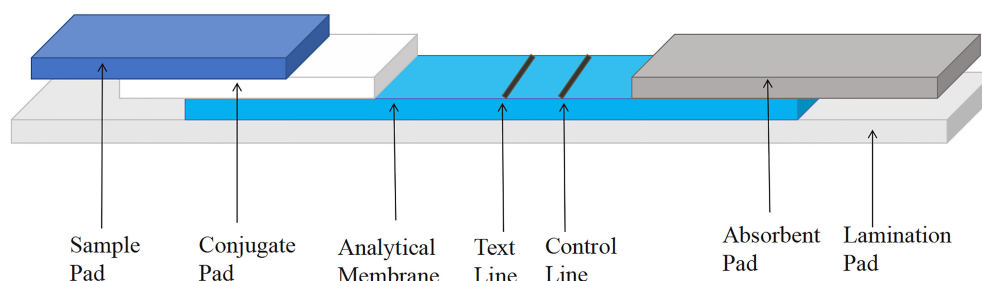 Sample
Pad
Conjugate
Pad
Analytical
Membrane
Text
Line
Control
Line
Absorbent
Pad
Lamination
Pad